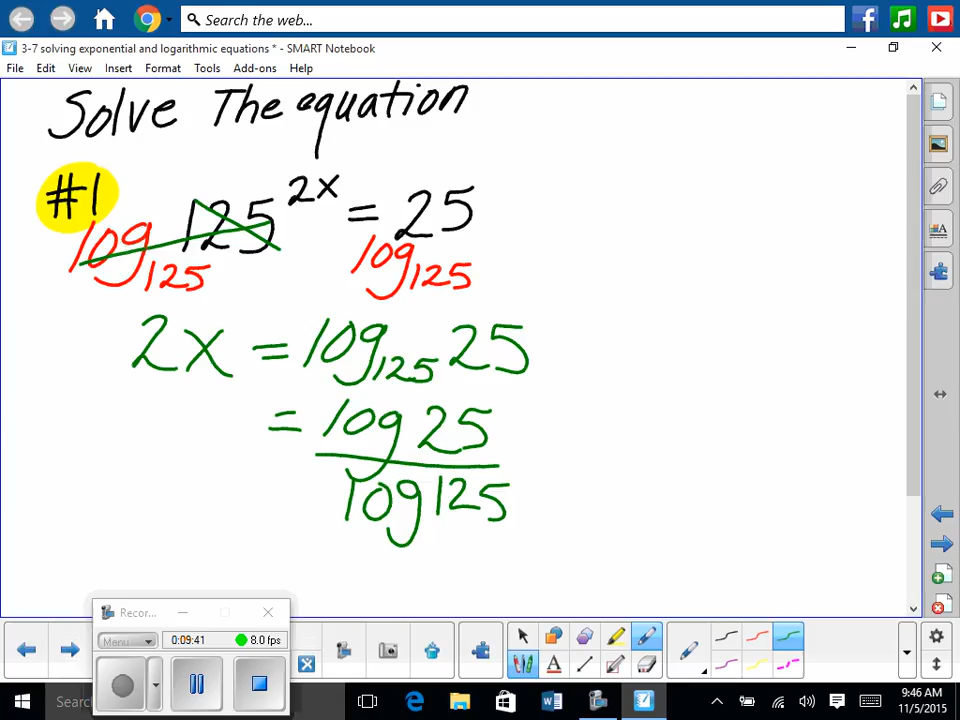 Search the web...
3-7 solving exponential and logarithmic equations * - SMART Notebook
File Edit View Insert Format Tools Add-ons Help
Solve The equation
#1 125^2x = 25
log125 log125
2x = log125 25
= log 25
log 125
Recor...
Menu 0:09:41 8.0 fps
Searc
9:46 AM
11/5/2015